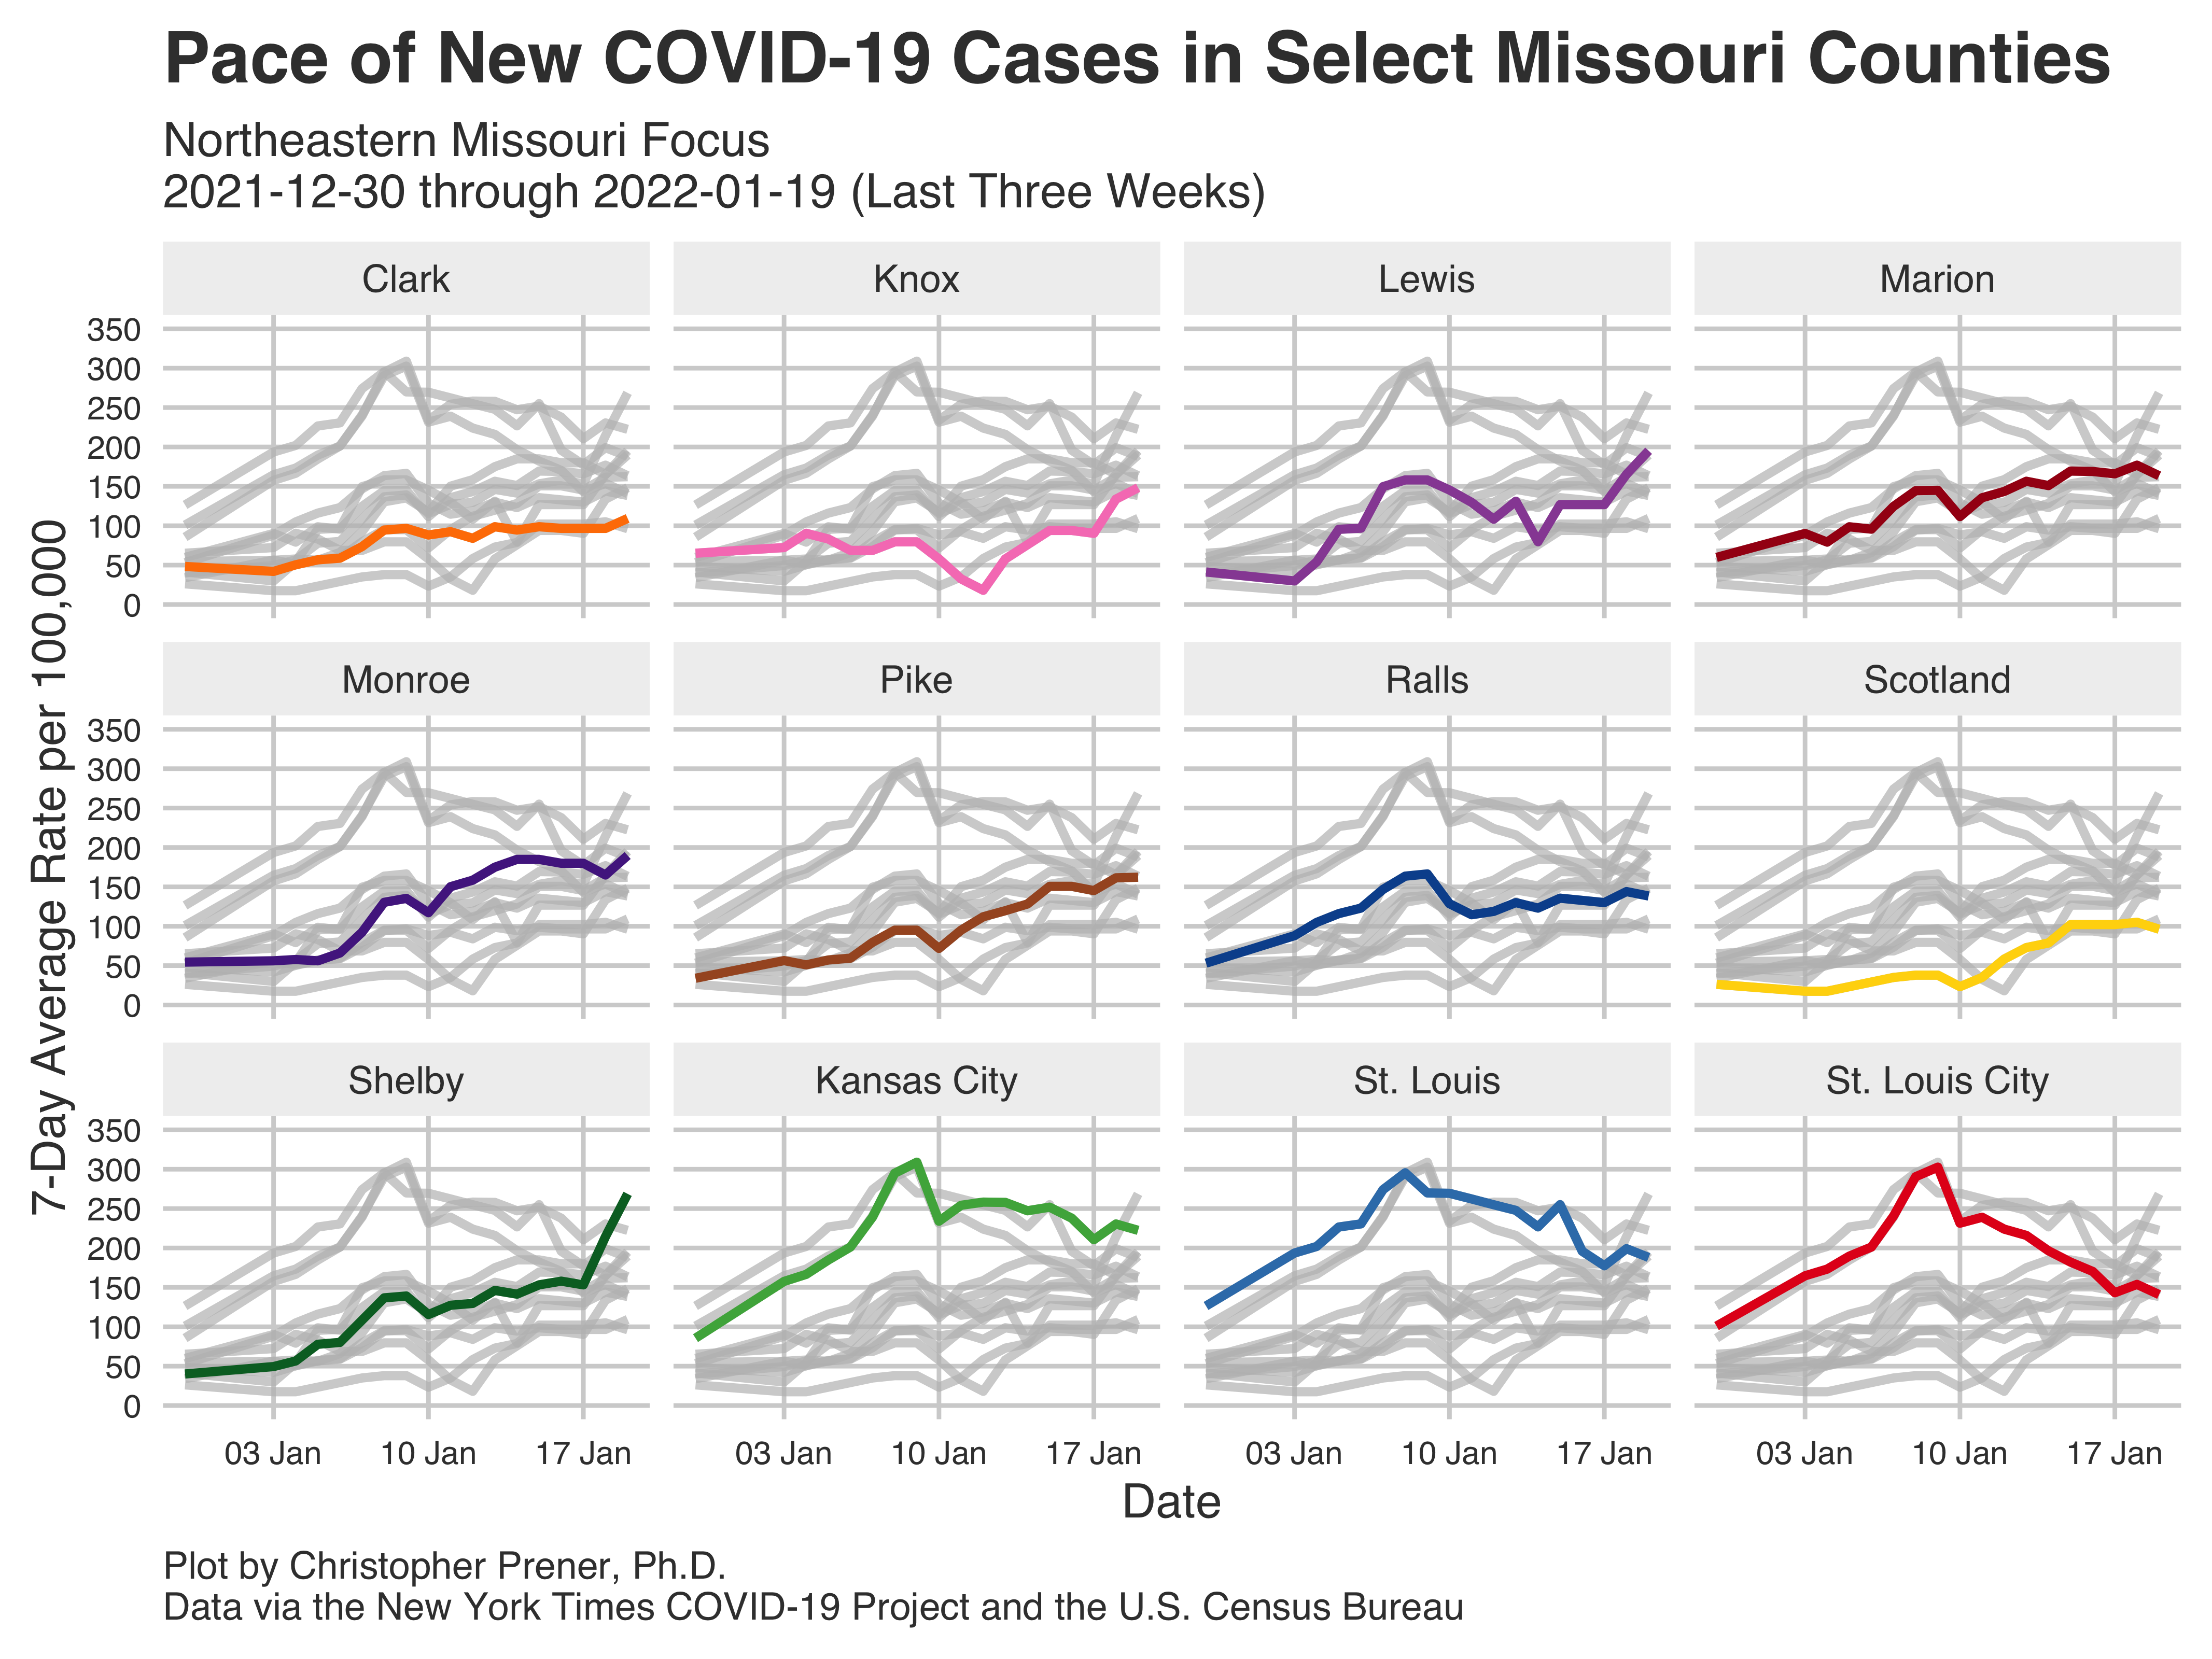 Pace of New COVID-19 Cases in Select Missouri Counties
Northeastern Missouri Focus
2021-12-30 through 2022-01-19 (Last Three Weeks)
7-Day Average Rate per 100,000
Clark
Knox
Lewis
Marion
350
300
250
200
150
100
50
0
Monroe
Pike
Ralls
Scotland
350
300
250
200
150
100
50
0
Shelby
Kansas City
St. Louis
St. Louis City
350
300
250
200
150
100
50
0
03 Jan 10 Jan 17 Jan
03 Jan 10 Jan 17 Jan
03 Jan 10 Jan 17 Jan
03 Jan 10 Jan 17 Jan
Date
Plot by Christopher Prener, Ph.D.
Data via the New York Times COVID-19 Project and the U.S. Census Bureau